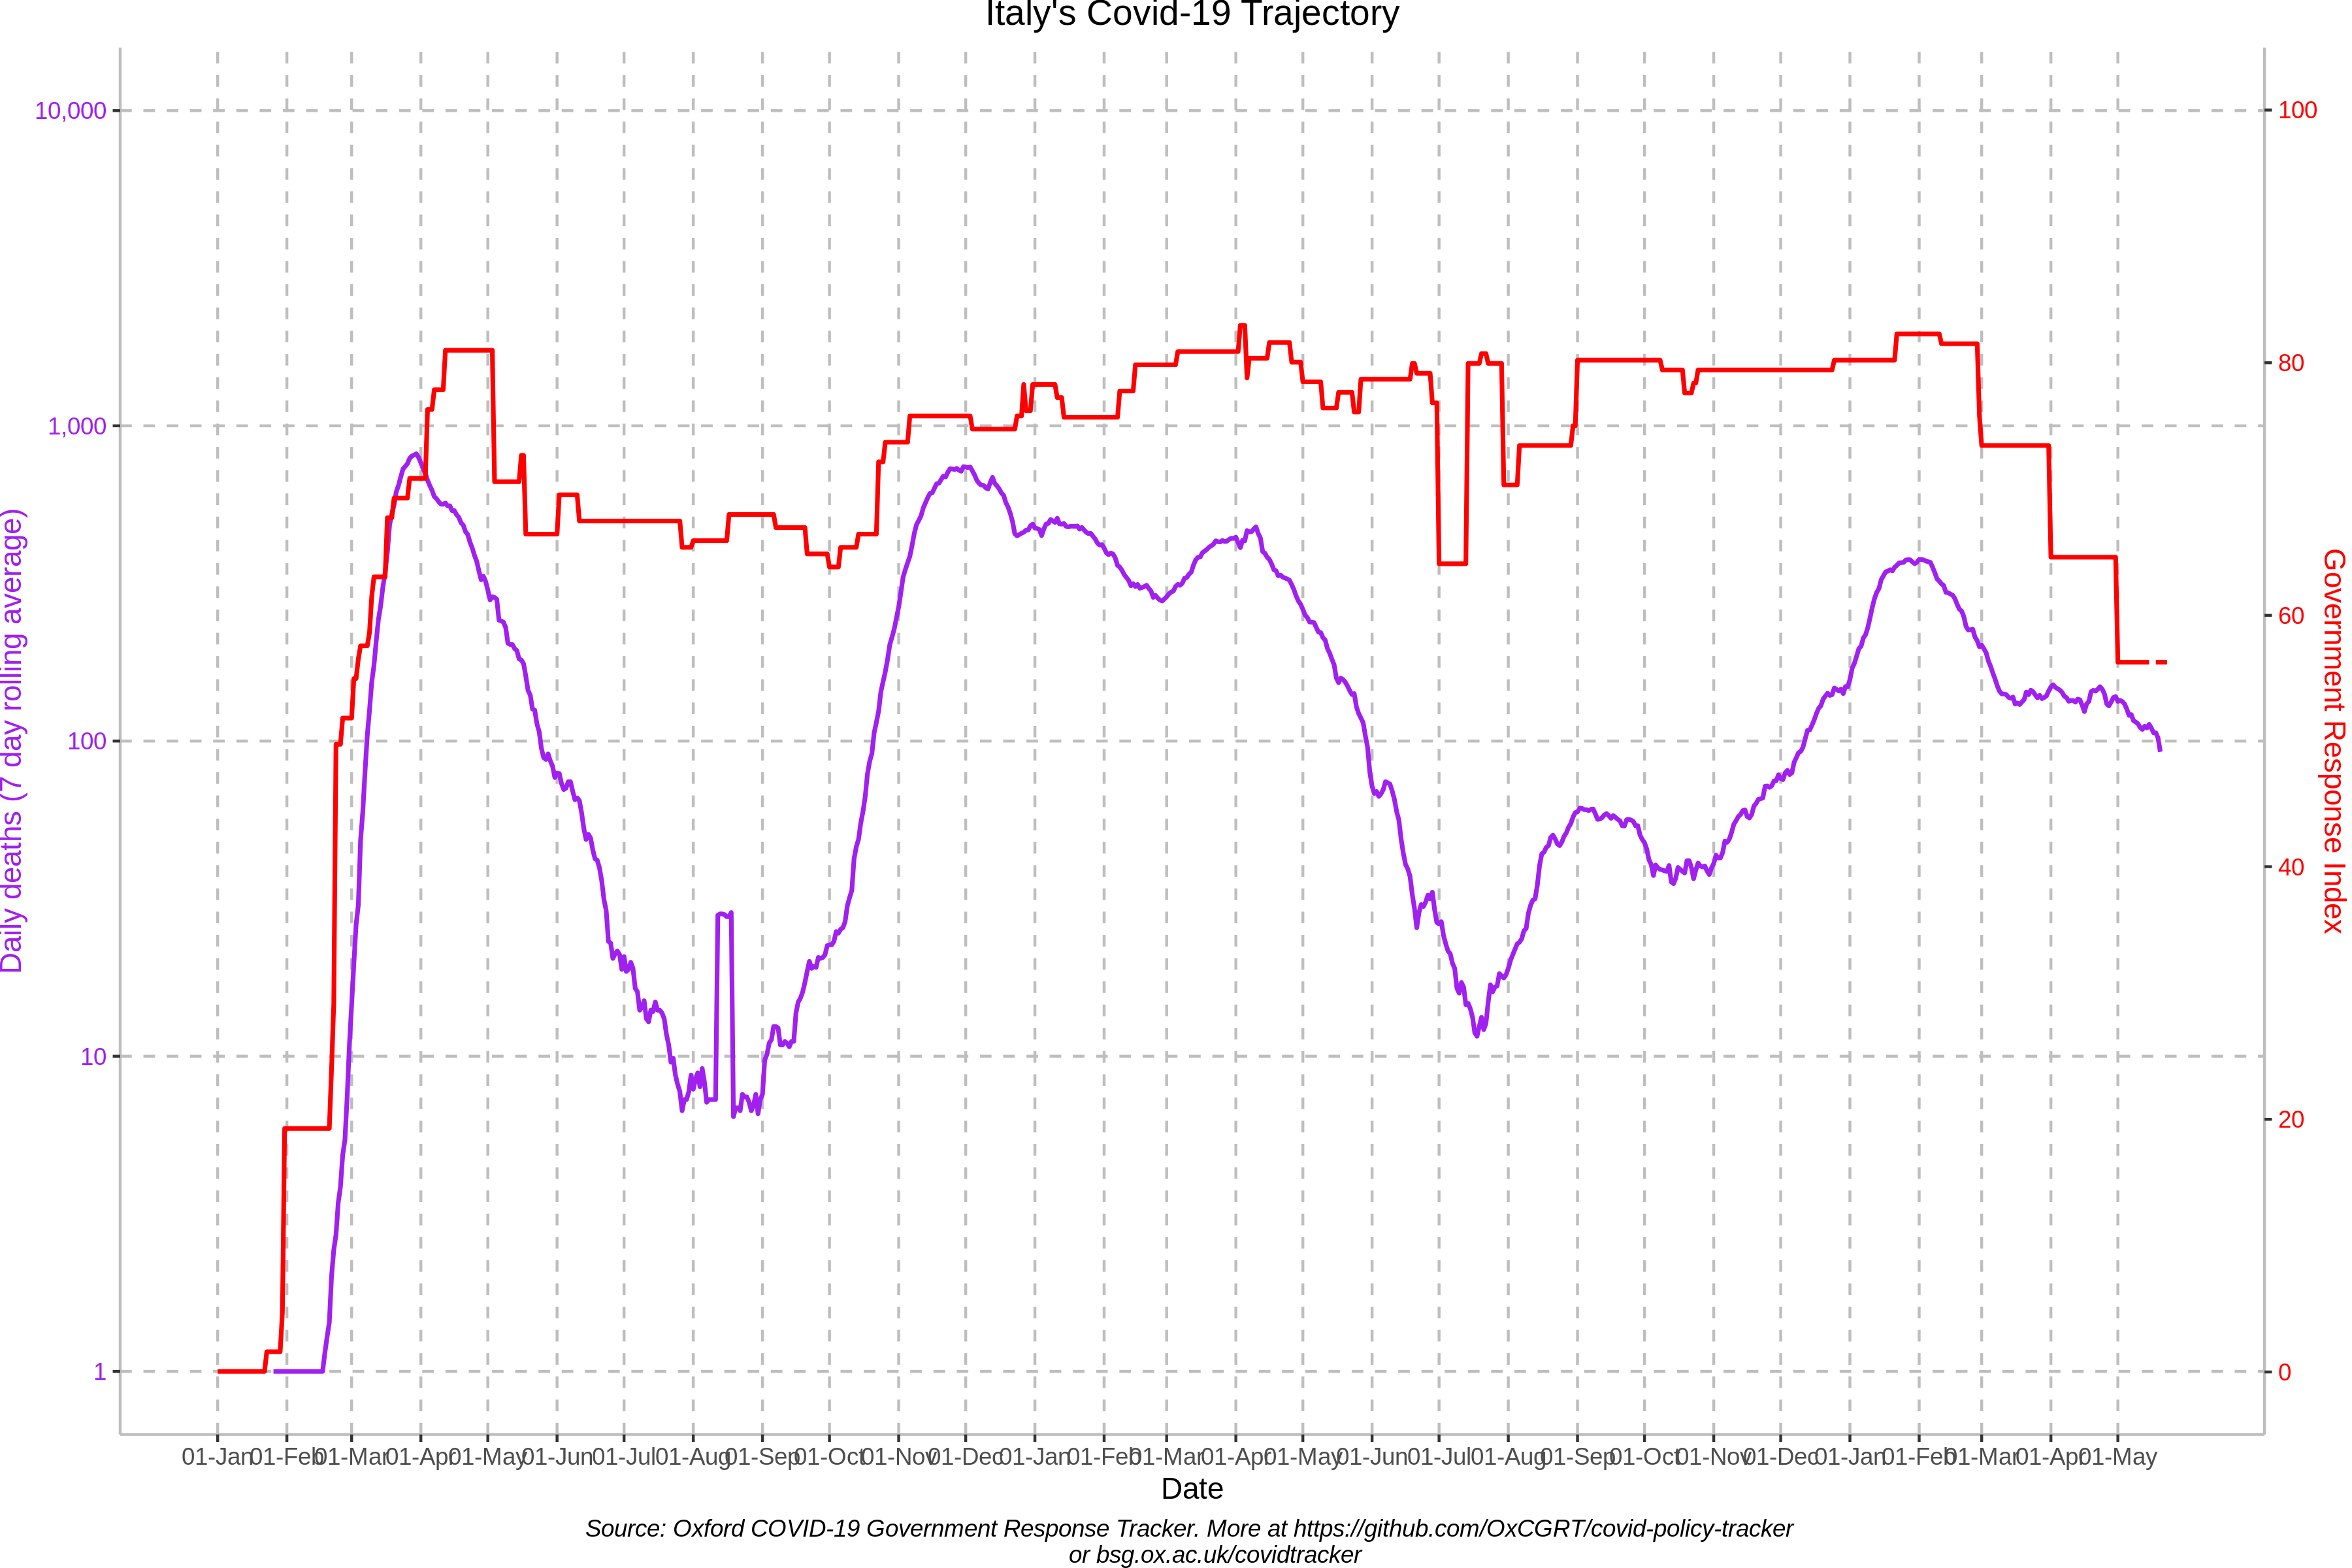 Italy's Covid-19 Trajectory
10,000
1,000
100
10
1
Daily deaths (7 day rolling average)
100
80
60
40
20
0
Government Response Index
01-Jan 01-Feb 01-Mar 01-Apr 01-May 01-Jun 01-Jul 01-Aug 01-Sep 01-Oct 01-Nov 01-Dec 01-Jan 01-Feb 01-Mar 01-Apr 01-May 01-Jun 01-Jul 01-Aug 01-Sep 01-Oct 01-Nov 01-Dec 01-Jan 01-Feb 01-Mar 01-Apr 01-May
Date
Source: Oxford COVID-19 Government Response Tracker. More at https://github.com/OxCGRT/covid-policy-tracker
or bsg.ox.ac.uk/covidtracker